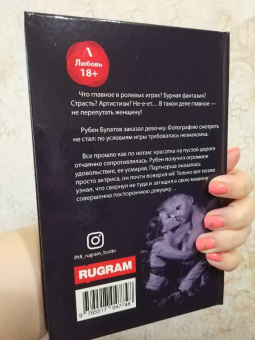 Любовь
18+
Что главное в ролевых играх? Бурная фантазия?
Страсть? Артистизм? Не-е-ет... В таком деле главное —
не перепутать женщину!
Рубен Булатов заказал девочку. Фотографию смотреть
не стал: по условиям игры требовалась незнакомка.
Все прошло как по нотам: красотка на пустой дороге
отчаянно сопротивлялась, Рубен получил огромное
удовольствие, ее усмиряя. Партнерша оказалась
просто актриса, он почти поверил ей! Только вот позже
узнал, что свернул не туда и затащил в свою машину
совершенно постороннюю девушку...
@t8_rugram_books
RUGRAM